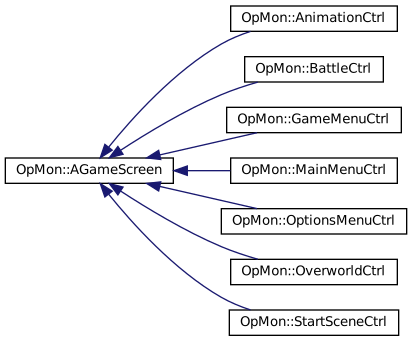 OpMon::AnimationCtrl
OpMon::BattleCtrl
OpMon::GameMenuCtrl
OpMon::AGameScreen
OpMon::MainMenuCtrl
OpMon::OptionsMenuCtrl
OpMon::OverworldCtrl
OpMon::StartSceneCtrl